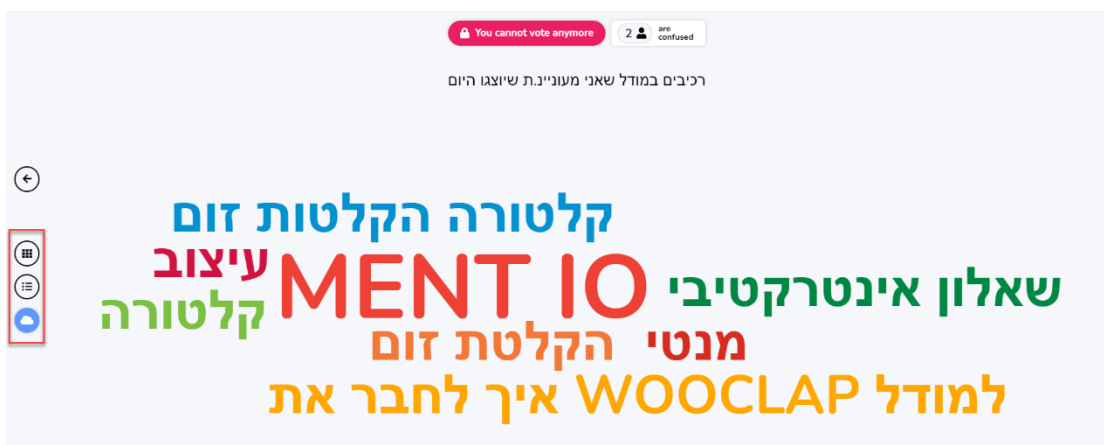 You cannot vote anymore
2 are confused
רכיבים במודל שאני מעוניינ.ת שיוצגו היום
קלטורה הקלטות זום
עיצוב
MENT IO
שאלון אינטרקטיבי
קלטורה
מנטי
הקלטת זום
למודל WOOCLAP איך לחבר את